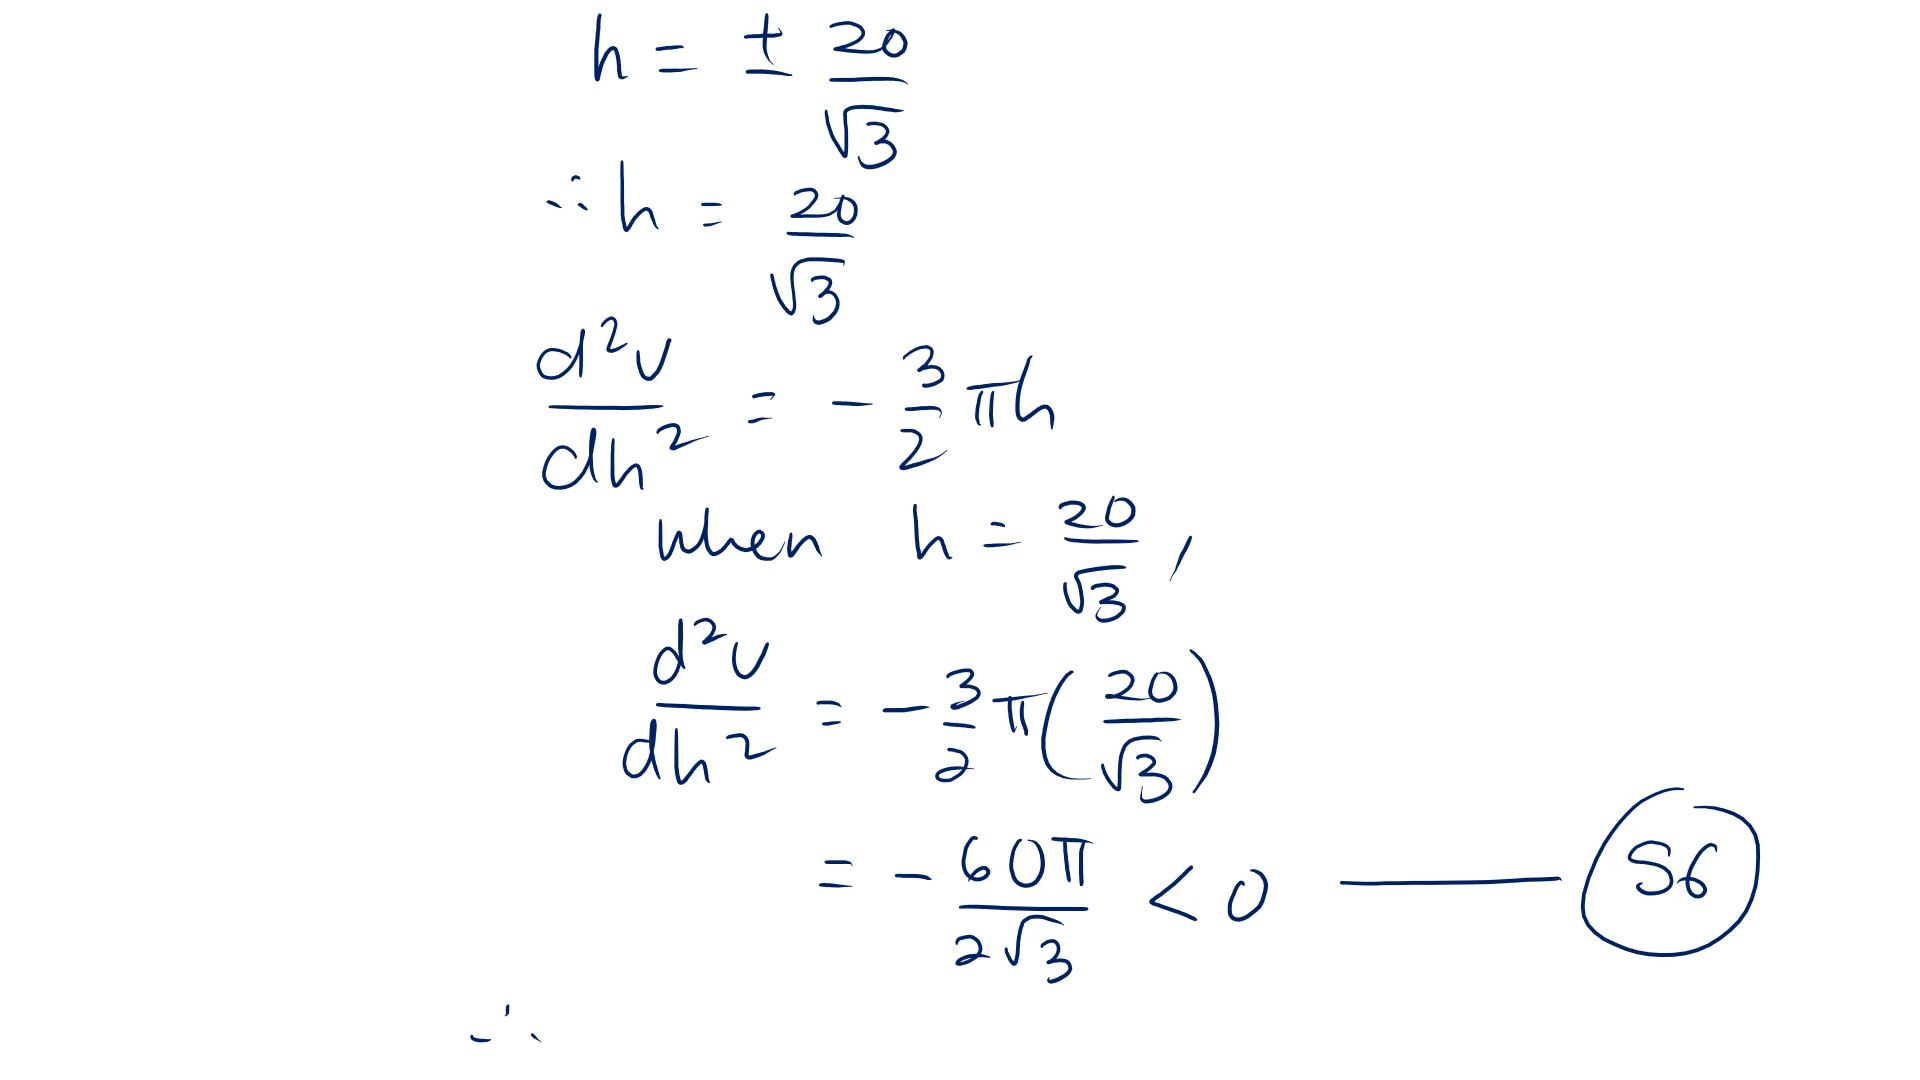 h = ± 20/√3
∴ h = 20/√3
d²v/dh² = - 3/2 πh
when h = 20/√3 ,
d²v/dh² = - 3/2 π(20/√3)
= - 60π/2√3 < 0 —— S6
∴